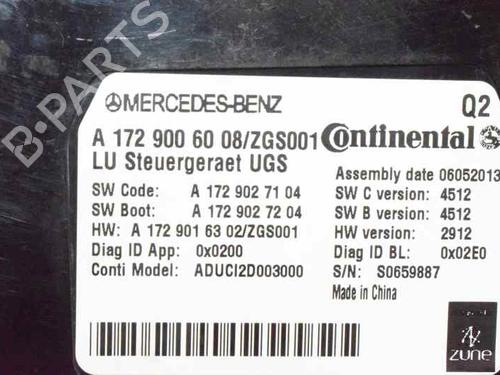 B-PARTS
MERCEDES-BENZ Q2
A 172 900 60 08/ZGS001 Continental
LU Steuergeraet UGS
Assembly date 06052013
SW Code: A 172 902 71 04 SW C version: 4512
SW Boot: A 172 902 72 04 SW B version: 4512
HW: A 172 901 63 02/ZGS001 HW version: 2912
Diag ID App: 0x0200 Diag ID BL: 0x02E0
Conti Model: ADUCI2D003000 S/N: S0659887
Made in China
zune